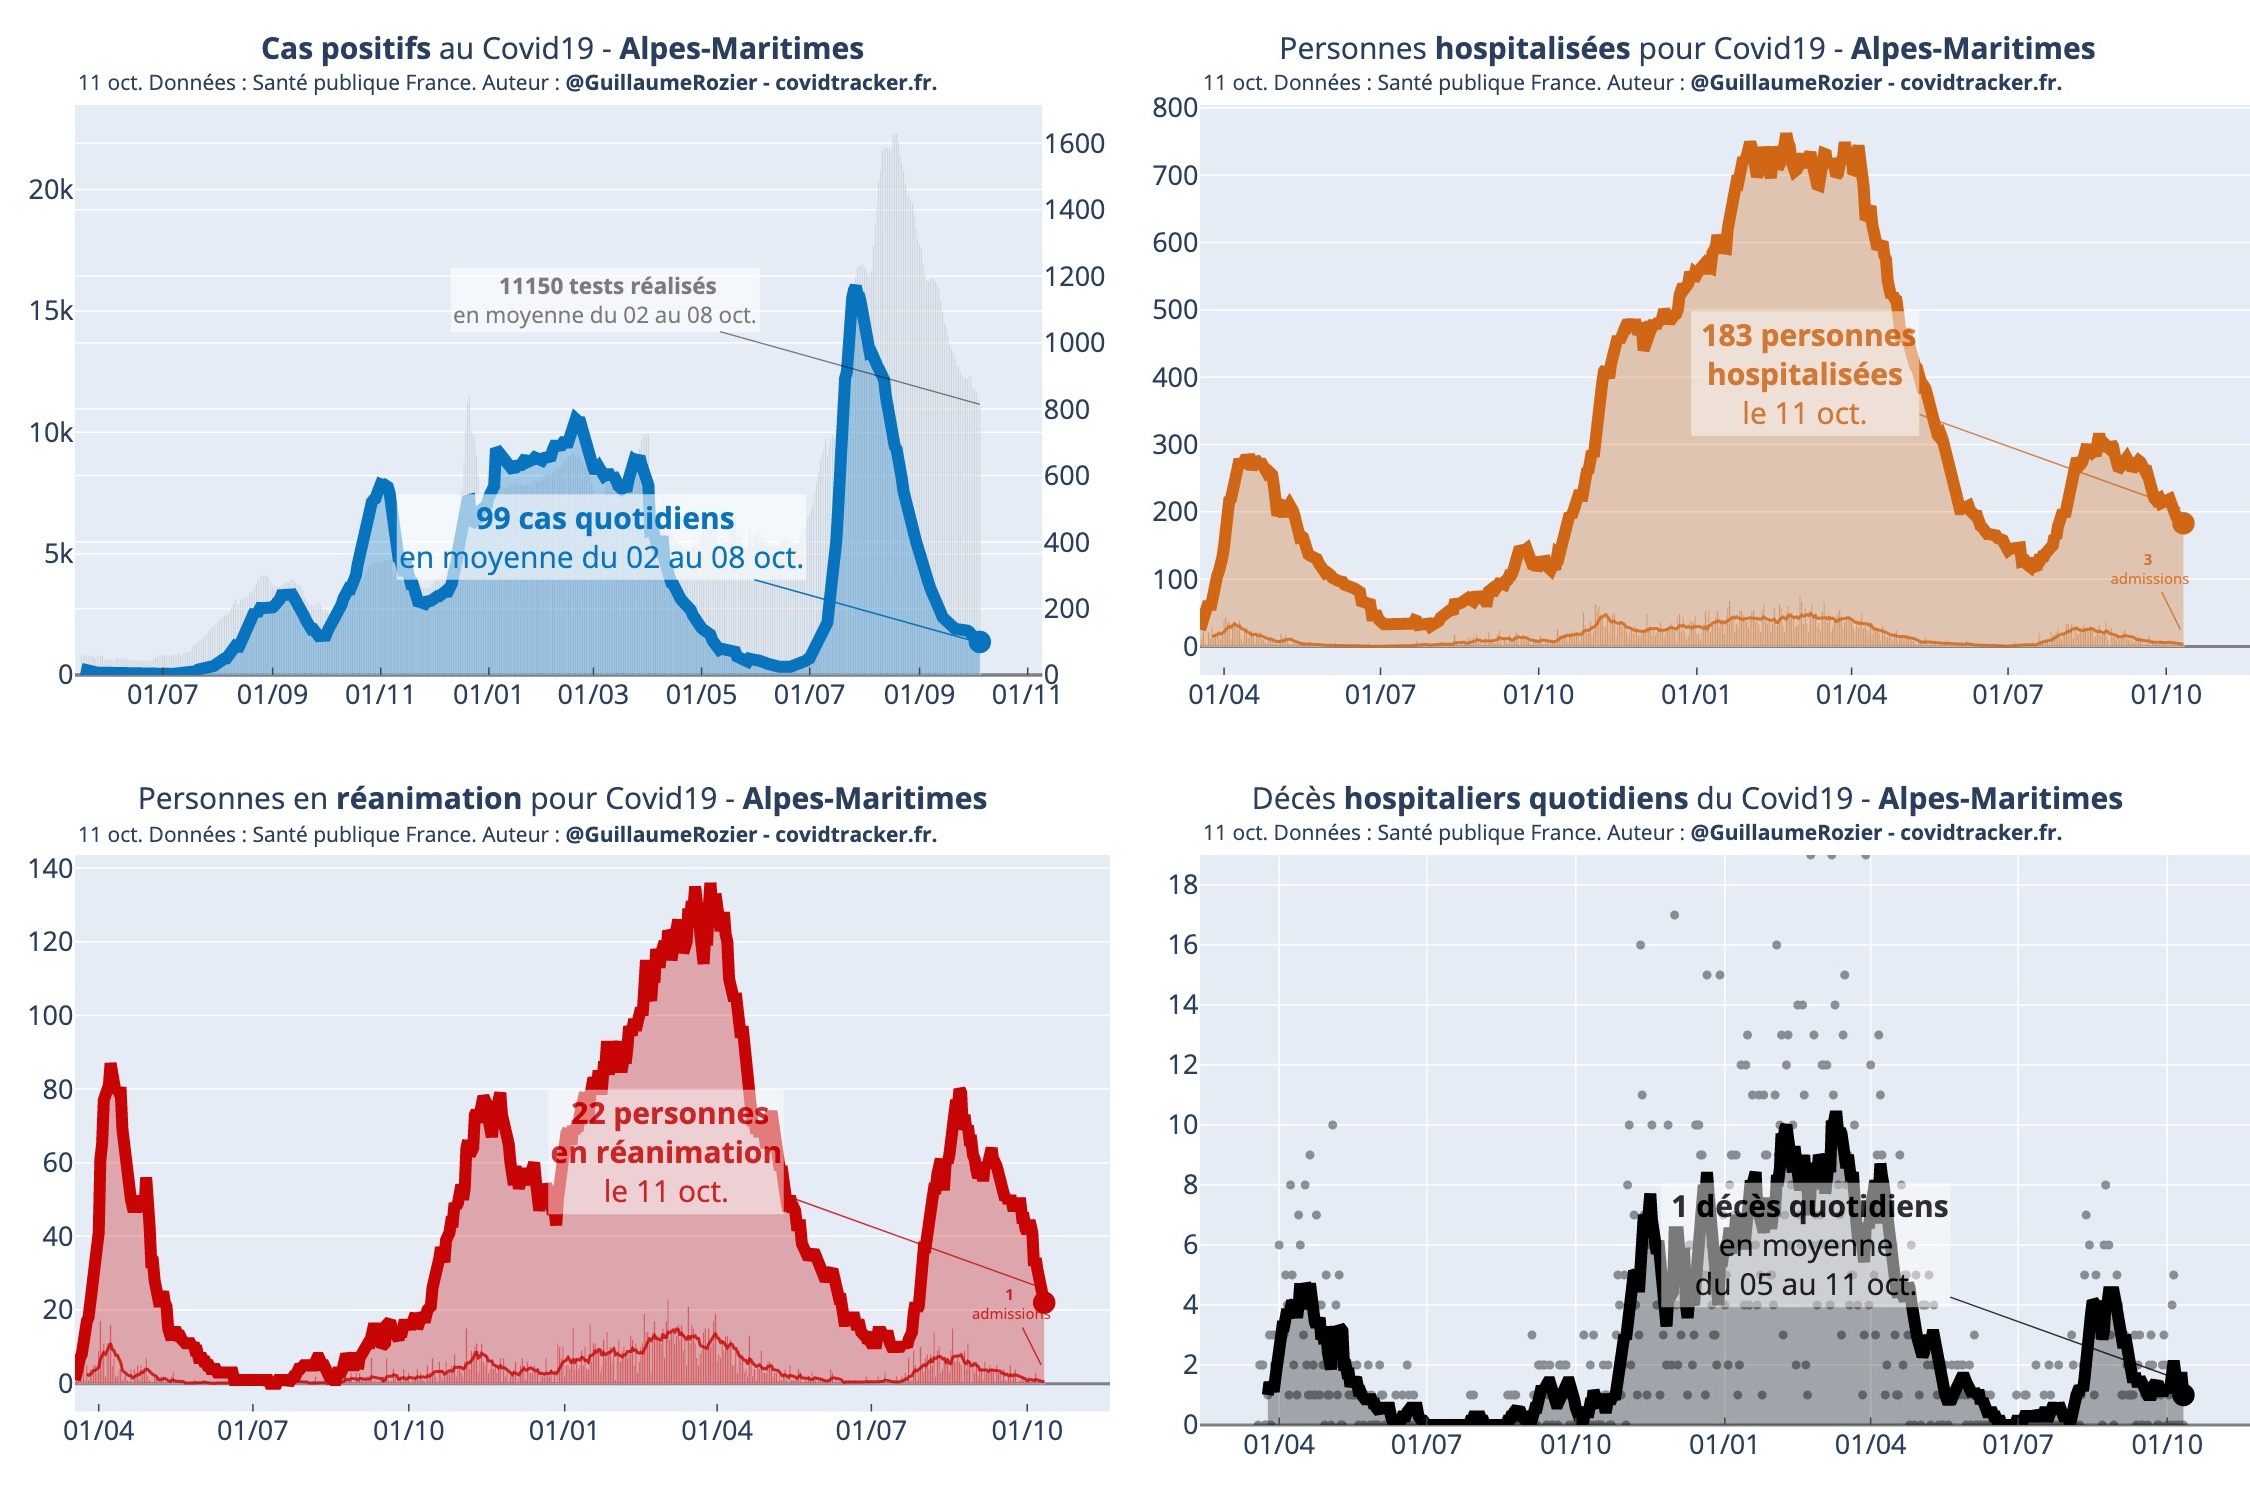 Cas positifs au Covid19 - Alpes-Maritimes
11 oct. Données : Santé publique France. Auteur : @GuillaumeRozier - covidtracker.fr.
20k
15k
10k
5k
0
1600
1400
1200
1000
800
600
400
200
0
11150 tests réalisés
en moyenne du 02 au 08 oct.
99 cas quotidiens
en moyenne du 02 au 08 oct.
01/07 01/09 01/11 01/01 01/03 01/05 01/07 01/09 01/11
Personnes hospitalisées pour Covid19 - Alpes-Maritimes
11 oct. Données : Santé publique France. Auteur : @GuillaumeRozier - covidtracker.fr.
800
700
600
500
400
300
200
100
0
183 personnes
hospitalisées
le 11 oct.
3
admissions
01/04 01/07 01/10 01/01 01/04 01/07 01/10
Personnes en réanimation pour Covid19 - Alpes-Maritimes
11 oct. Données : Santé publique France. Auteur : @GuillaumeRozier - covidtracker.fr.
140
120
100
80
60
40
20
0
22 personnes
en réanimation
le 11 oct.
1
admissions
01/04 01/07 01/10 01/01 01/04 01/07 01/10
Décès hospitaliers quotidiens du Covid19 - Alpes-Maritimes
11 oct. Données : Santé publique France. Auteur : @GuillaumeRozier - covidtracker.fr.
18
16
14
12
10
8
6
4
2
0
1 décès quotidiens
en moyenne
du 05 au 11 oct.
01/04 01/07 01/10 01/01 01/04 01/07 01/10